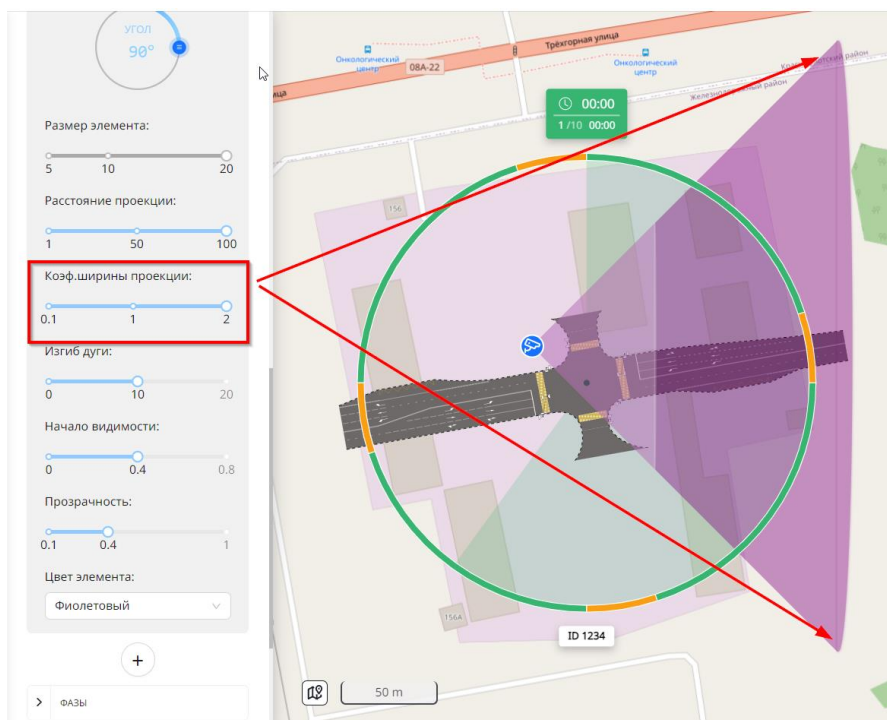 УГОЛ
90°
Размер элемента:
5 10 20
Расстояние проекции:
1 50 100
Коэф.ширины проекции:
0.1 1 2
Изгиб дуги:
0 10 20
Начало видимости:
0 0.4 0.8
Прозрачность:
0.1 0.4 1
Цвет элемента:
Фиолетовый
+
ФАЗЫ
Онкологический
центр
08А-22
Трёхгорная улица
Онкологический
центр
Железнодорожный район
00:00
1 /10 00:00
156
156А
ID 1234
50 m